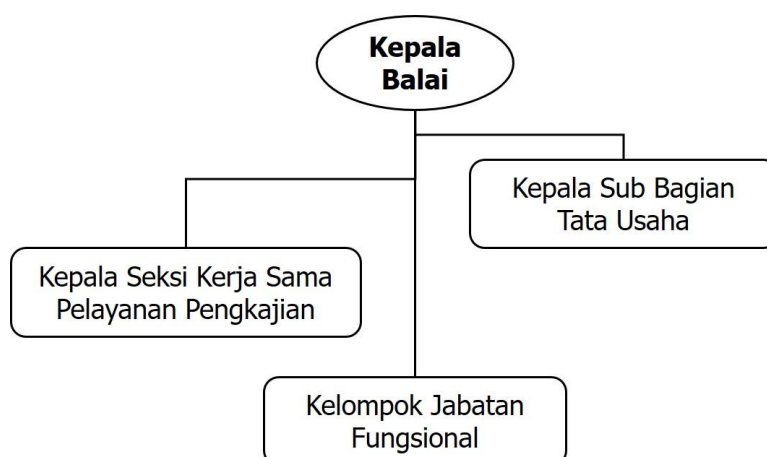 Kepala
Balai
Kepala Sub Bagian
Tata Usaha
Kepala Seksi Kerja Sama
Pelayanan Pengkajian
Kelompok Jabatan
Fungsional